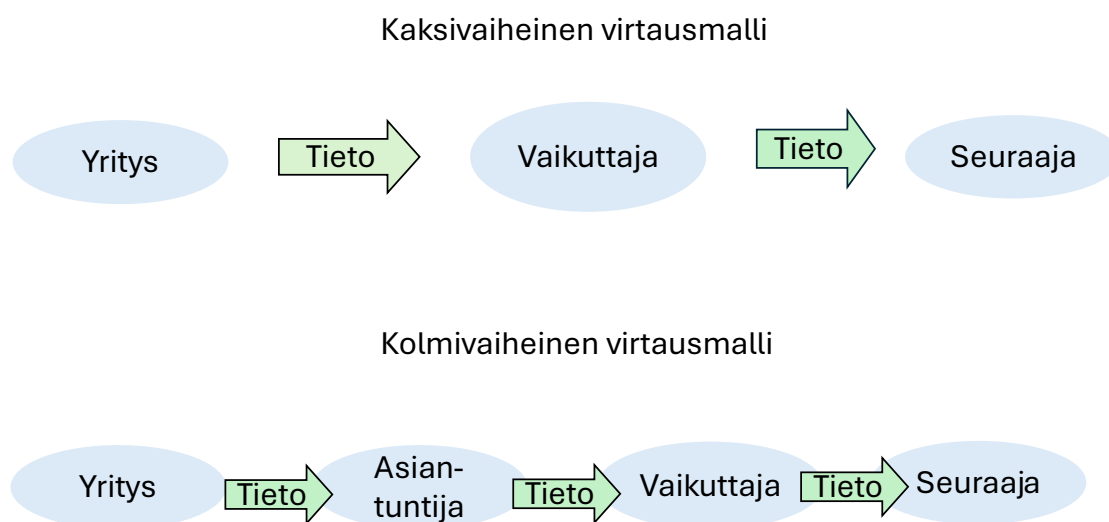 Kaksivaiheinen virtausmalli
Yritys
Tieto
Vaikuttaja
Tieto
Seuraaja
Kolmivaiheinen virtausmalli
Yritys
Tieto
Asian-
tuntija
Tieto
Vaikuttaja
Tieto
Seuraaja